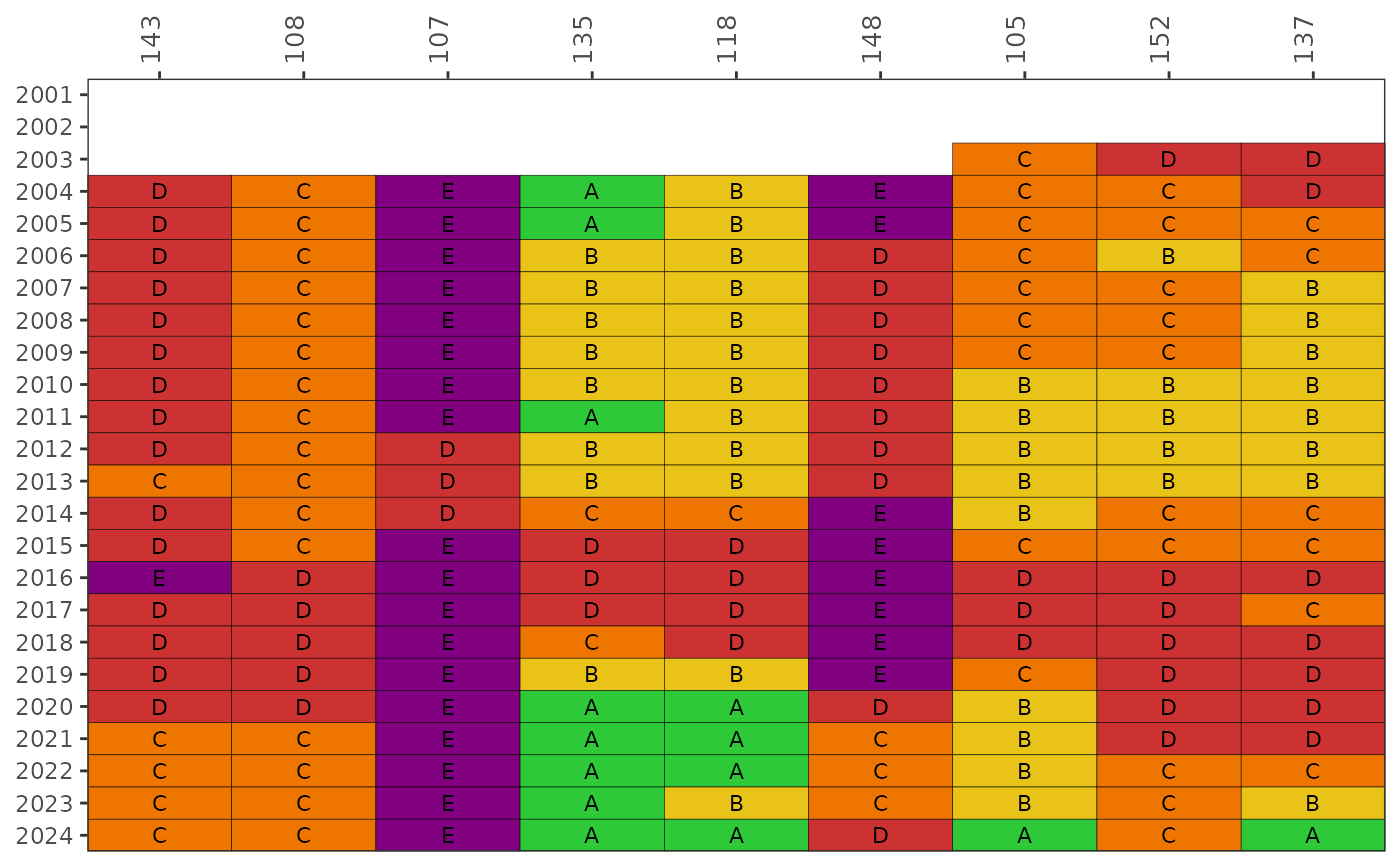 143 108 107 135 118 148 105 152 137
2001
2002
2003 C D D
2004 D C E A B E C C D
2005 D C E A B E C C C
2006 D C E B B D C B C
2007 D C E B B D C C B
2008 D C E B B D C C B
2009 D C E B B D C C B
2010 D C E B B D B B B
2011 D C E A B D B B B
2012 D C D B B D B B B
2013 C C D B B D B B B
2014 D C D C C E B C C
2015 D C E D D E C C C
2016 E D E D D E D D D
2017 D D E D D E D D C
2018 D D E C D E D D D
2019 D D E B B E C D D
2020 D D E A A D B D D
2021 C C E A A C B D D
2022 C C E A A C B C C
2023 C C E A B C B C B
2024 C C E A A D A C A